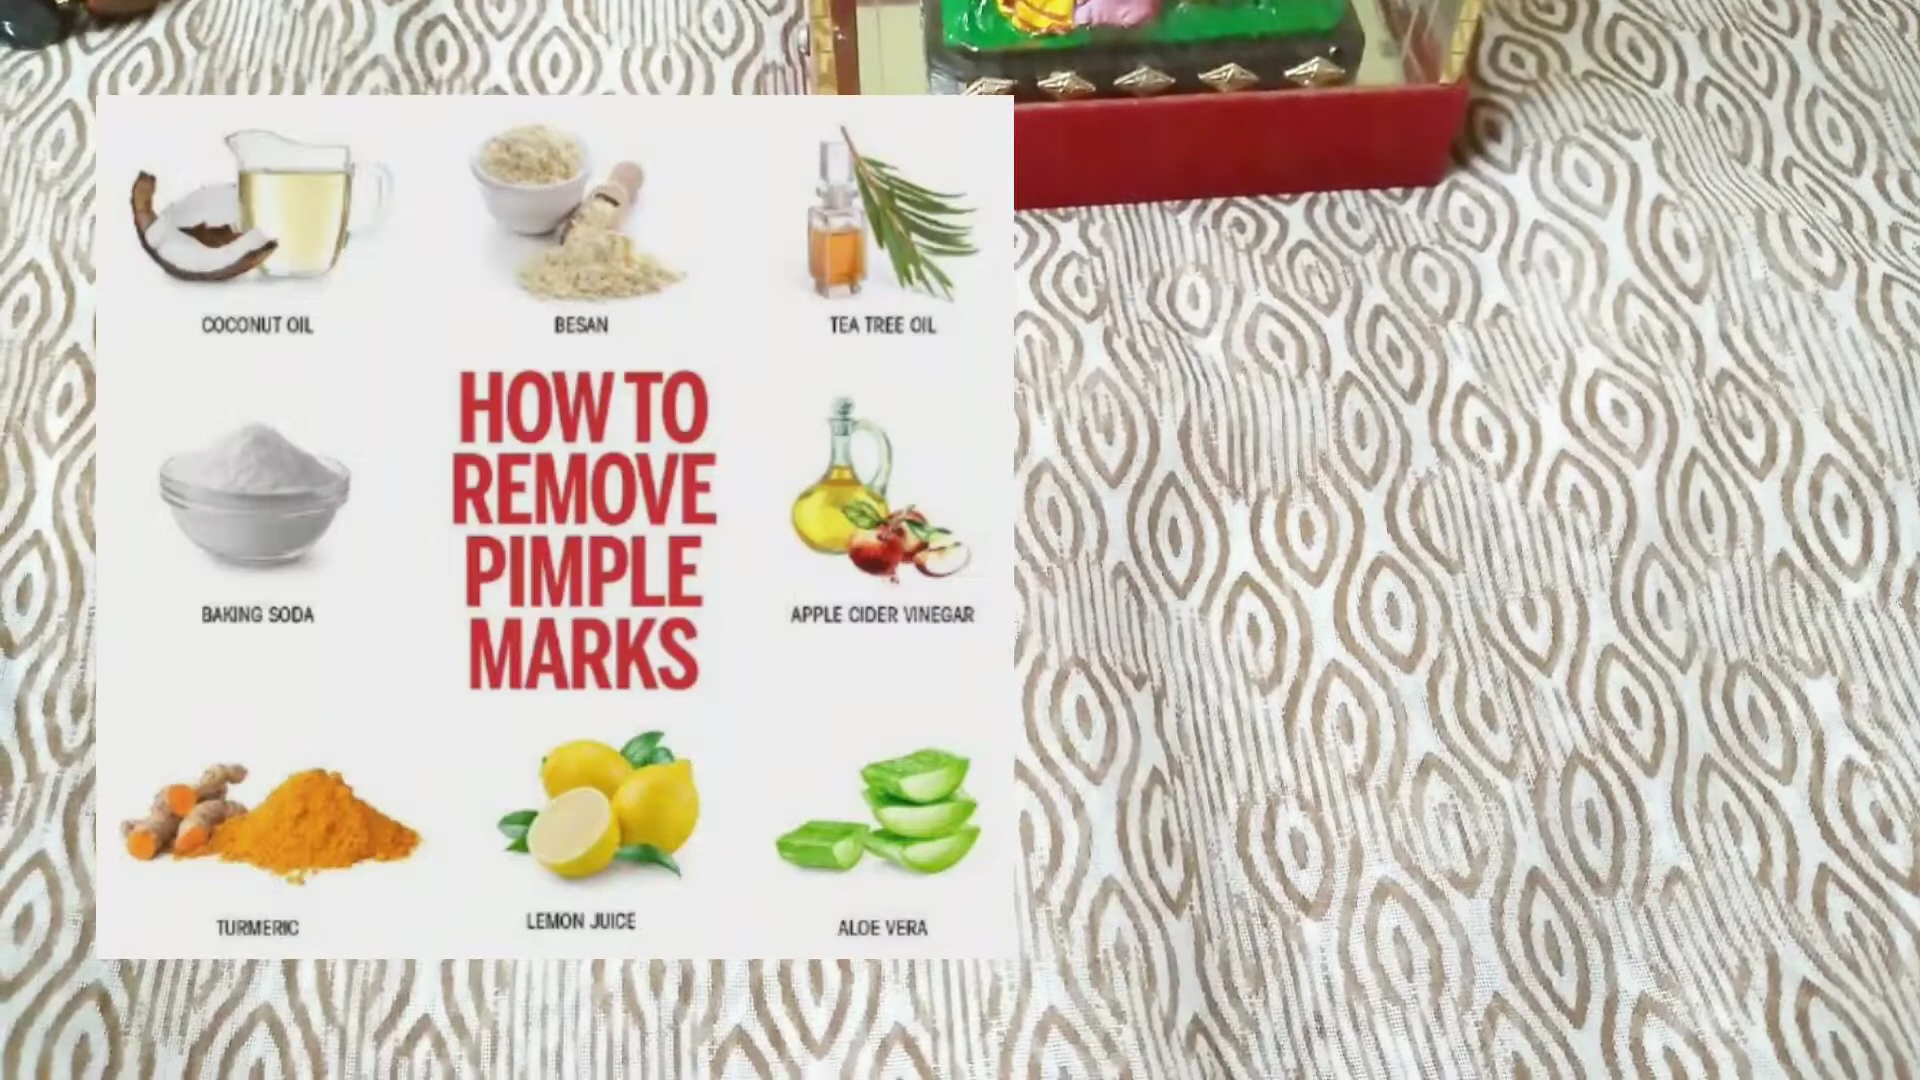 COCONUT OIL
BESAN
TEA TREE OIL
HOW TO
REMOVE
PIMPLE
MARKS
BAKING SODA
APPLE CIDER VINEGAR
TURMERIC
LEMON JUICE
ALOE VERA